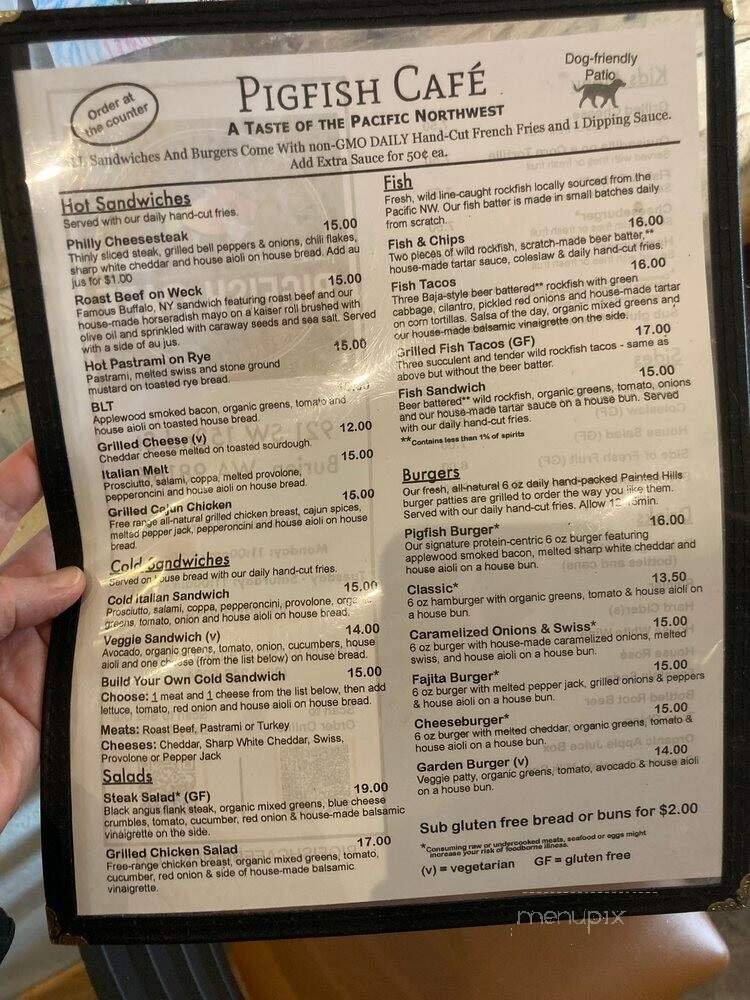 Order at
the counter
PIGFISH CAFÉ
A TASTE OF THE PACIFIC NORTHWEST
Dog-friendly
Patio
Sandwiches And Burgers Come With non-GMO DAILY Hand-Cut French Fries and 1 Dipping Sauce.
Add Extra Sauce for 50¢ ea.
Hot Sandwiches
Served with our daily hand-cut fries.
Philly Cheesesteak 15.00
Thinly sliced steak, grilled bell peppers & onions, chili flakes,
sharp white cheddar and house aioli on house bread. Add au
jus for $1.00
Roast Beef on Weck 15.00
Famous Buffalo, NY sandwich featuring roast beef and our
house-made horseradish mayo on a kaiser roll brushed with
olive oil and sprinkled with caraway seeds and sea salt. Served
with a side of au jus.
Hot Pastrami on Rye 15.00
Pastrami, melted swiss and stone ground
mustard on toasted rye bread.
BLT
Applewood smoked bacon, organic greens, tomato and
house aioli on toasted house bread.
Grilled Cheese (v) 12.00
Cheddar cheese melted on toasted sourdough.
Italian Melt 15.00
Prosciutto, salami, coppa, melted provolone,
pepperoncini and house aioli on house bread.
Grilled Cajun Chicken 15.00
Free range all-natural grilled chicken breast, cajun spices,
melted pepper jack, pepperoncini and house aioli on house
bread.
Cold Sandwiches
Served on house bread with our daily hand-cut fries.
Cold Italian Sandwich 15.00
Prosciutto, salami, coppa, pepperoncini, provolone, organic
greens, tomato, onion and house aioli on house bread.
Veggie Sandwich (v) 14.00
Avocado, organic greens, tomato, onion, cucumbers, house
aioli and one cheese (from the list below) on house bread.
Build Your Own Cold Sandwich 15.00
Choose: 1 meat and 1 cheese from the list below, then add
lettuce, tomato, red onion and house aioli on house bread.
Meats: Roast Beef, Pastrami or Turkey
Cheeses: Cheddar, Sharp White Cheddar, Swiss,
Provolone or Pepper Jack
Salads
Steak Salad* (GF) 19.00
Black angus flank steak, organic mixed greens, blue cheese
crumbles, tomato, cucumber, red onion & house-made balsamic
vinaigrette on the side.
Grilled Chicken Salad 17.00
Free-range chicken breast, organic mixed greens, tomato,
cucumber, red onion & side of house-made balsamic
vinaigrette.
Fish
Fresh, wild line-caught rockfish locally sourced from the
Pacific NW. Our fish batter is made in small batches daily
from scratch.
Fish & Chips 16.00
Two pieces of wild rockfish, scratch-made beer batter,**
house-made tartar sauce, coleslaw & daily hand-cut fries.
Fish Tacos 16.00
Three Baja-style beer battered** rockfish with green
cabbage, cilantro, pickled red onions and house-made tartar
on corn tortillas. Salsa of the day, organic mixed greens and
our house-made balsamic vinaigrette on the side.
Grilled Fish Tacos (GF) 17.00
Three succulent and tender wild rockfish tacos - same as
above but without the beer batter.
Fish Sandwich 15.00
Beer battered** wild rockfish, organic greens, tomato, onions
and our house-made tartar sauce on a house bun. Served
with our daily hand-cut fries.
**Contains less than 1% of spirits
Burgers
Our fresh, all-natural 6 oz daily hand-packed Painted Hills
burger patties are grilled to order the way you like them.
Served with our daily hand-cut fries. Allow
Pigfish Burger* 16.00
Our signature protein-centric 6 oz burger featuring
applewood smoked bacon, melted sharp white cheddar and
house aioli on a house bun.
Classic* 13.50
6 oz hamburger with organic greens, tomato & house aioli on
a house bun.
Caramelized Onions & Swiss* 15.00
6 oz burger with house-made caramelized onions, melted
swiss, and house aioli on a house bun.
Fajita Burger* 15.00
6 oz burger with melted pepper jack, grilled onions & peppers
& house aioli on a house bun.
Cheeseburger* 15.00
6 oz burger with melted cheddar, organic greens, tomato &
house aioli on a house bun.
Garden Burger (v) 14.00
Veggie patty, organic greens, tomato, avocado & house aioli
on a house bun.
Sub gluten free bread or buns for $2.00
*Consuming raw or undercooked meats, seafood or eggs might
increase your risk of foodborne illness.
(v) = vegetarian GF = gluten free
menupix